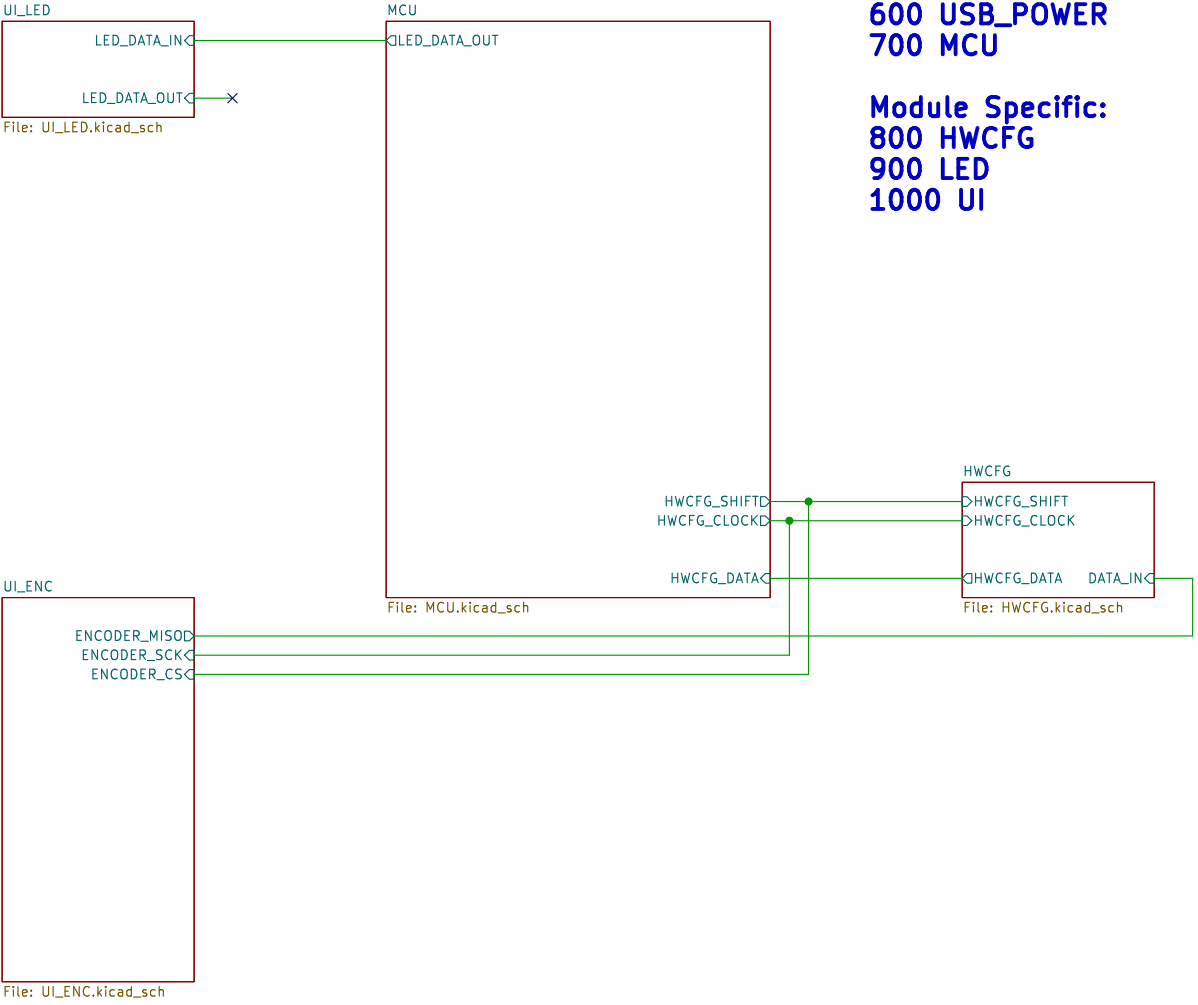 UI_LED
LED_DATA_IN
LED_DATA_OUT
File: UI_LED.kicad_sch
MCU
LED_DATA_OUT
HWCFG_SHIFT
HWCFG_CLOCK
HWCFG_DATA
File: MCU.kicad_sch
600 USB_POWER
700 MCU
Module Specific:
800 HWCFG
900 LED
1000 UI
HWCFG
HWCFG_SHIFT
HWCFG_CLOCK
HWCFG_DATA DATA_IN
File: HWCFG.kicad_sch
UI_ENC
ENCODER_MISO
ENCODER_SCK
ENCODER_CS
File: UI_ENC.kicad_sch